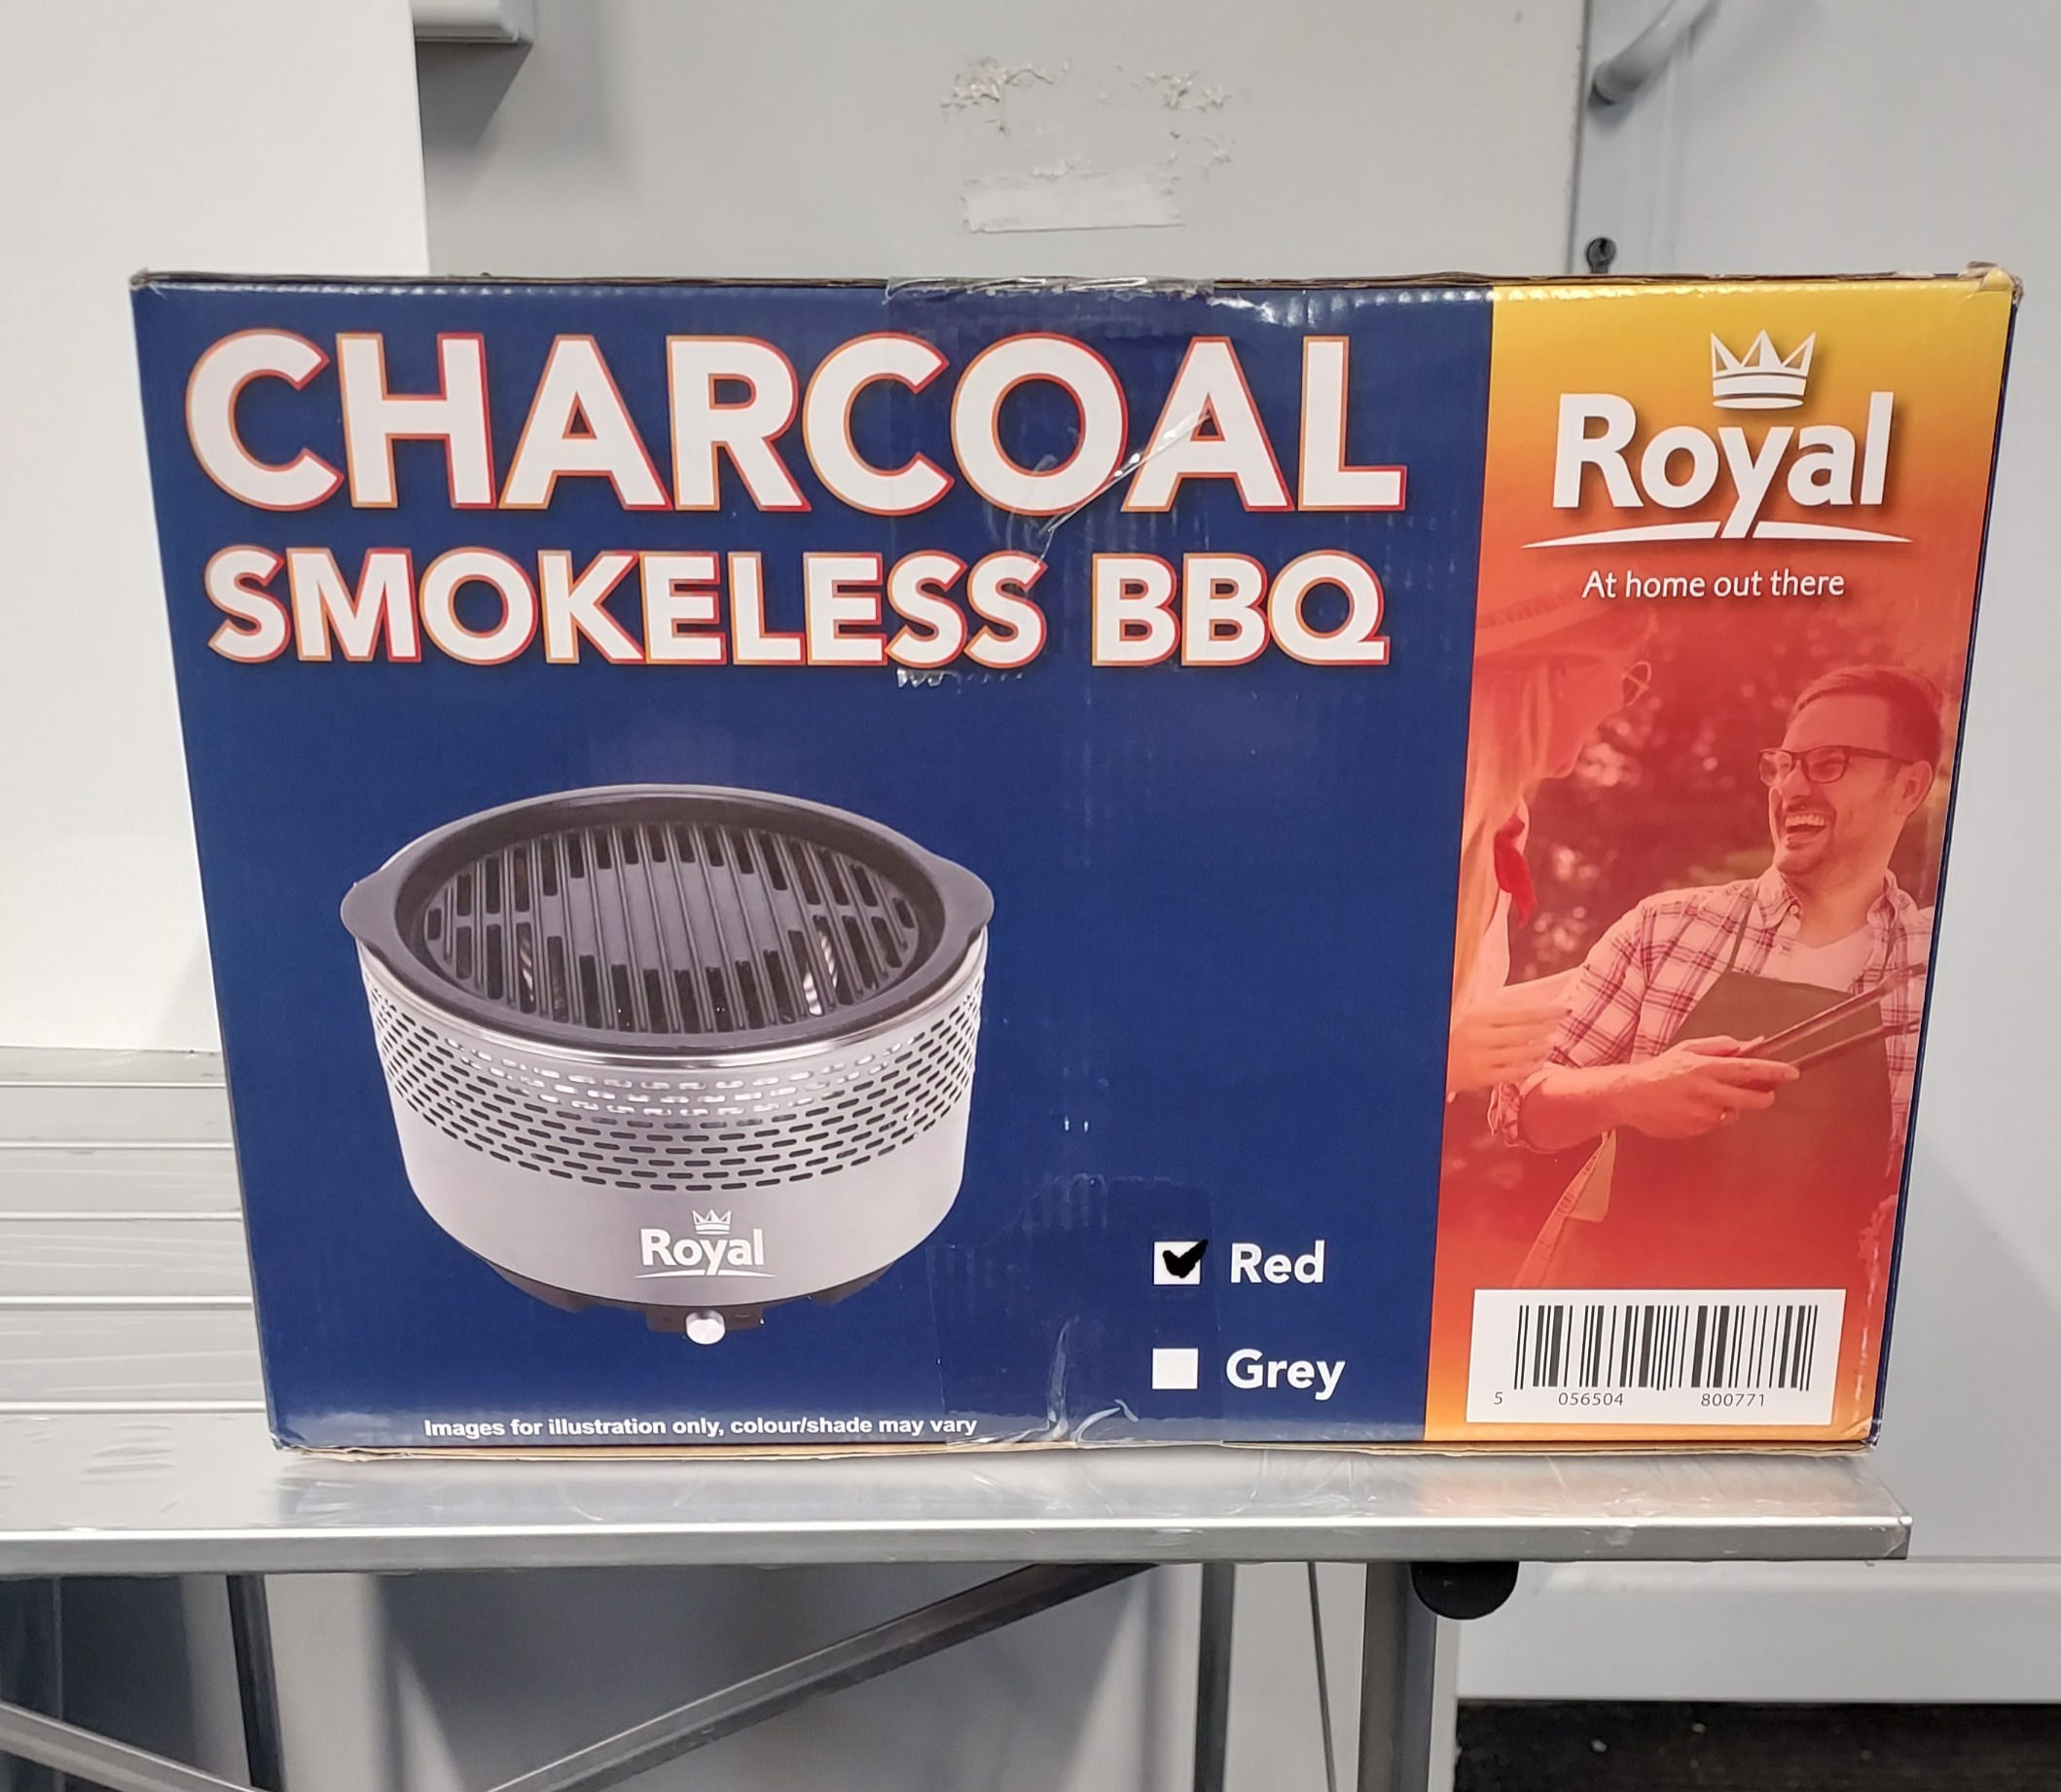 CHARCOAL
SMOKELESS BBQ
Royal
At home out there
Royal
Red
Grey
Images for illustration only, colour/shade may vary
5 056504 800771